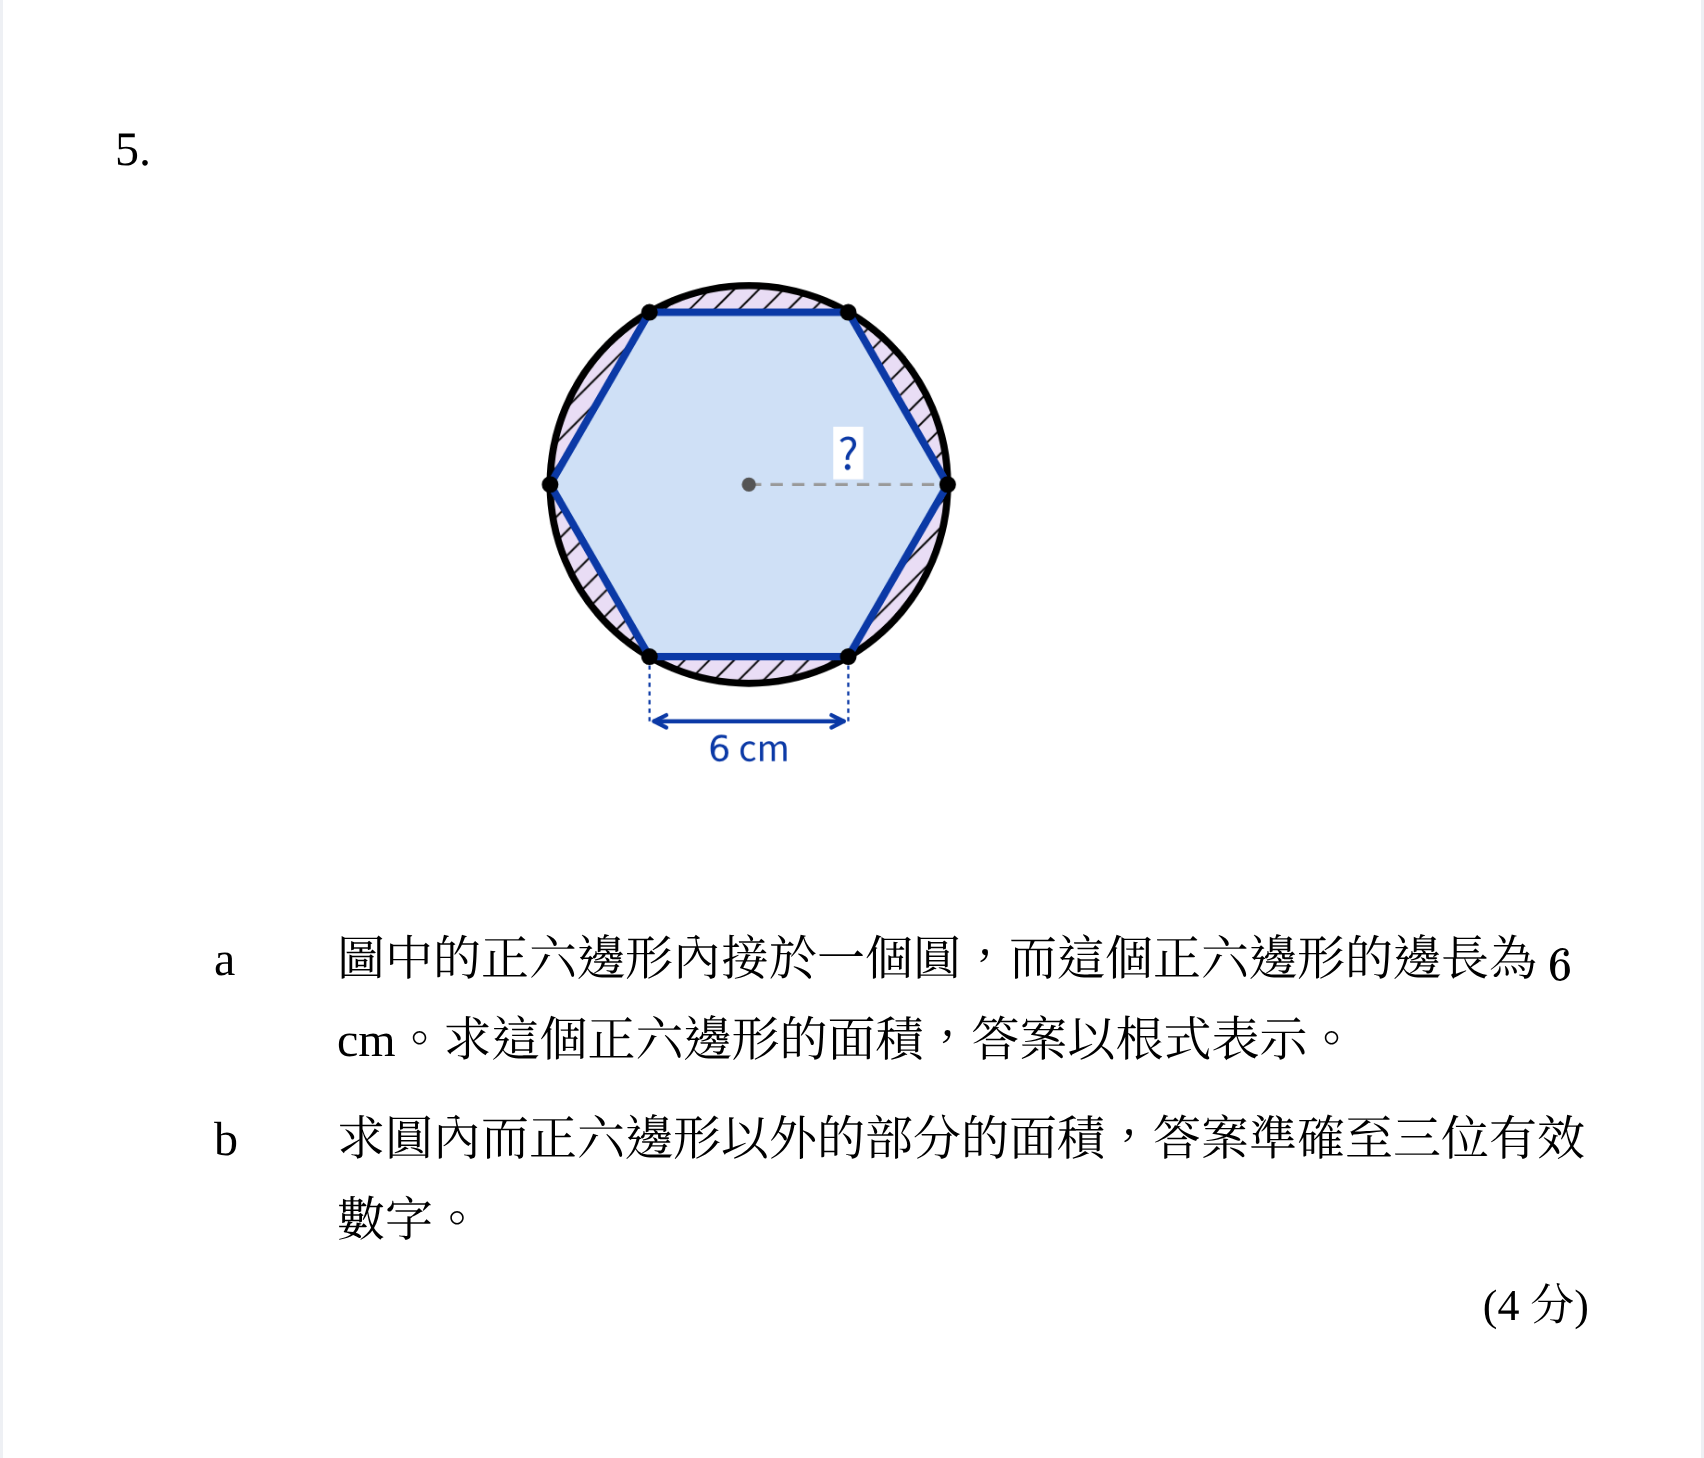 5.
?
6 cm
a 圖中的正六邊形內接於一個圓，而這個正六邊形的邊長為 6
cm。求這個正六邊形的面積，答案以根式表示。
b 求圓內而正六邊形以外的部分的面積，答案準確至三位有效
數字。
(4 分)